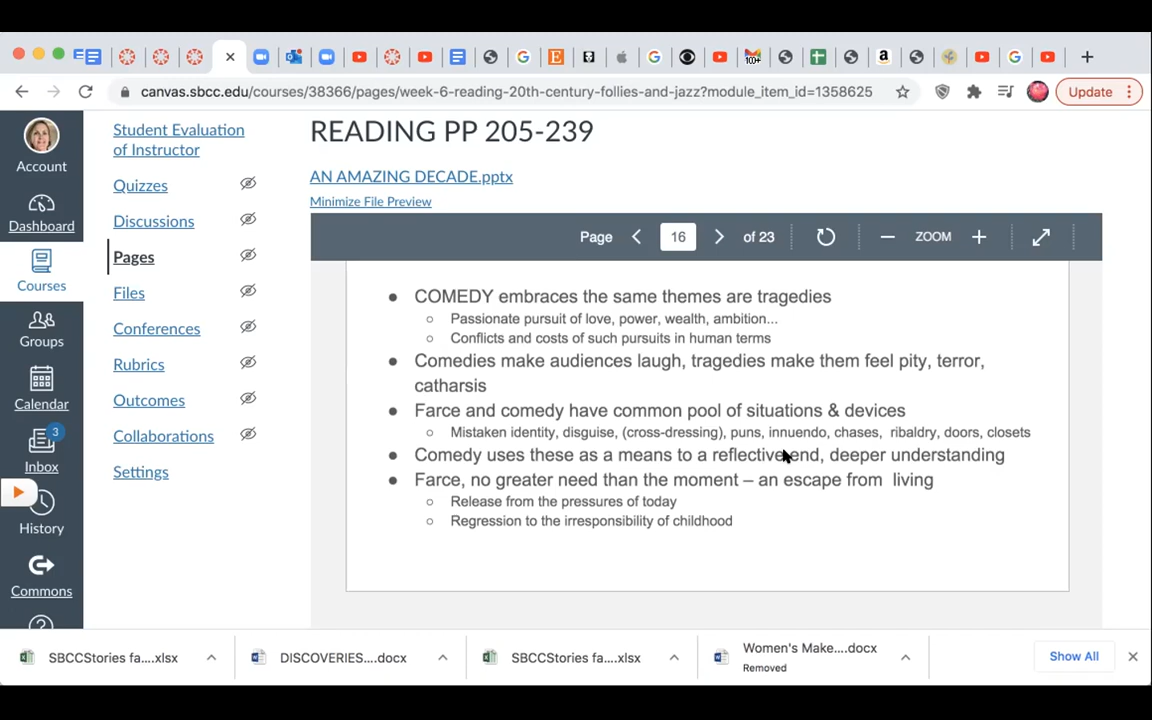 100+
canvas.sbcc.edu/courses/38366/pages/week-6-reading-20th-century-follies-and-jazz?module_item_id=1358625
Update
Account
Dashboard
Courses
Groups
Calendar
3
Inbox
History
Commons
Student Evaluation
of Instructor
Quizzes
Discussions
Pages
Files
Conferences
Rubrics
Outcomes
Collaborations
Settings
READING PP 205-239
AN AMAZING DECADE.pptx
Minimize File Preview
Page 16 of 23 ZOOM
● COMEDY embraces the same themes are tragedies
○ Passionate pursuit of love, power, wealth, ambition...
○ Conflicts and costs of such pursuits in human terms
● Comedies make audiences laugh, tragedies make them feel pity, terror,
catharsis
● Farce and comedy have common pool of situations & devices
○ Mistaken identity, disguise, (cross-dressing), puns, innuendo, chases, ribaldry, doors, closets
● Comedy uses these as a means to a reflective end, deeper understanding
● Farce, no greater need than the moment – an escape from living
○ Release from the pressures of today
○ Regression to the irresponsibility of childhood
SBCCStories fa....xlsx
DISCOVERIES....docx
SBCCStories fa....xlsx
Women's Make....docx
Removed
Show All